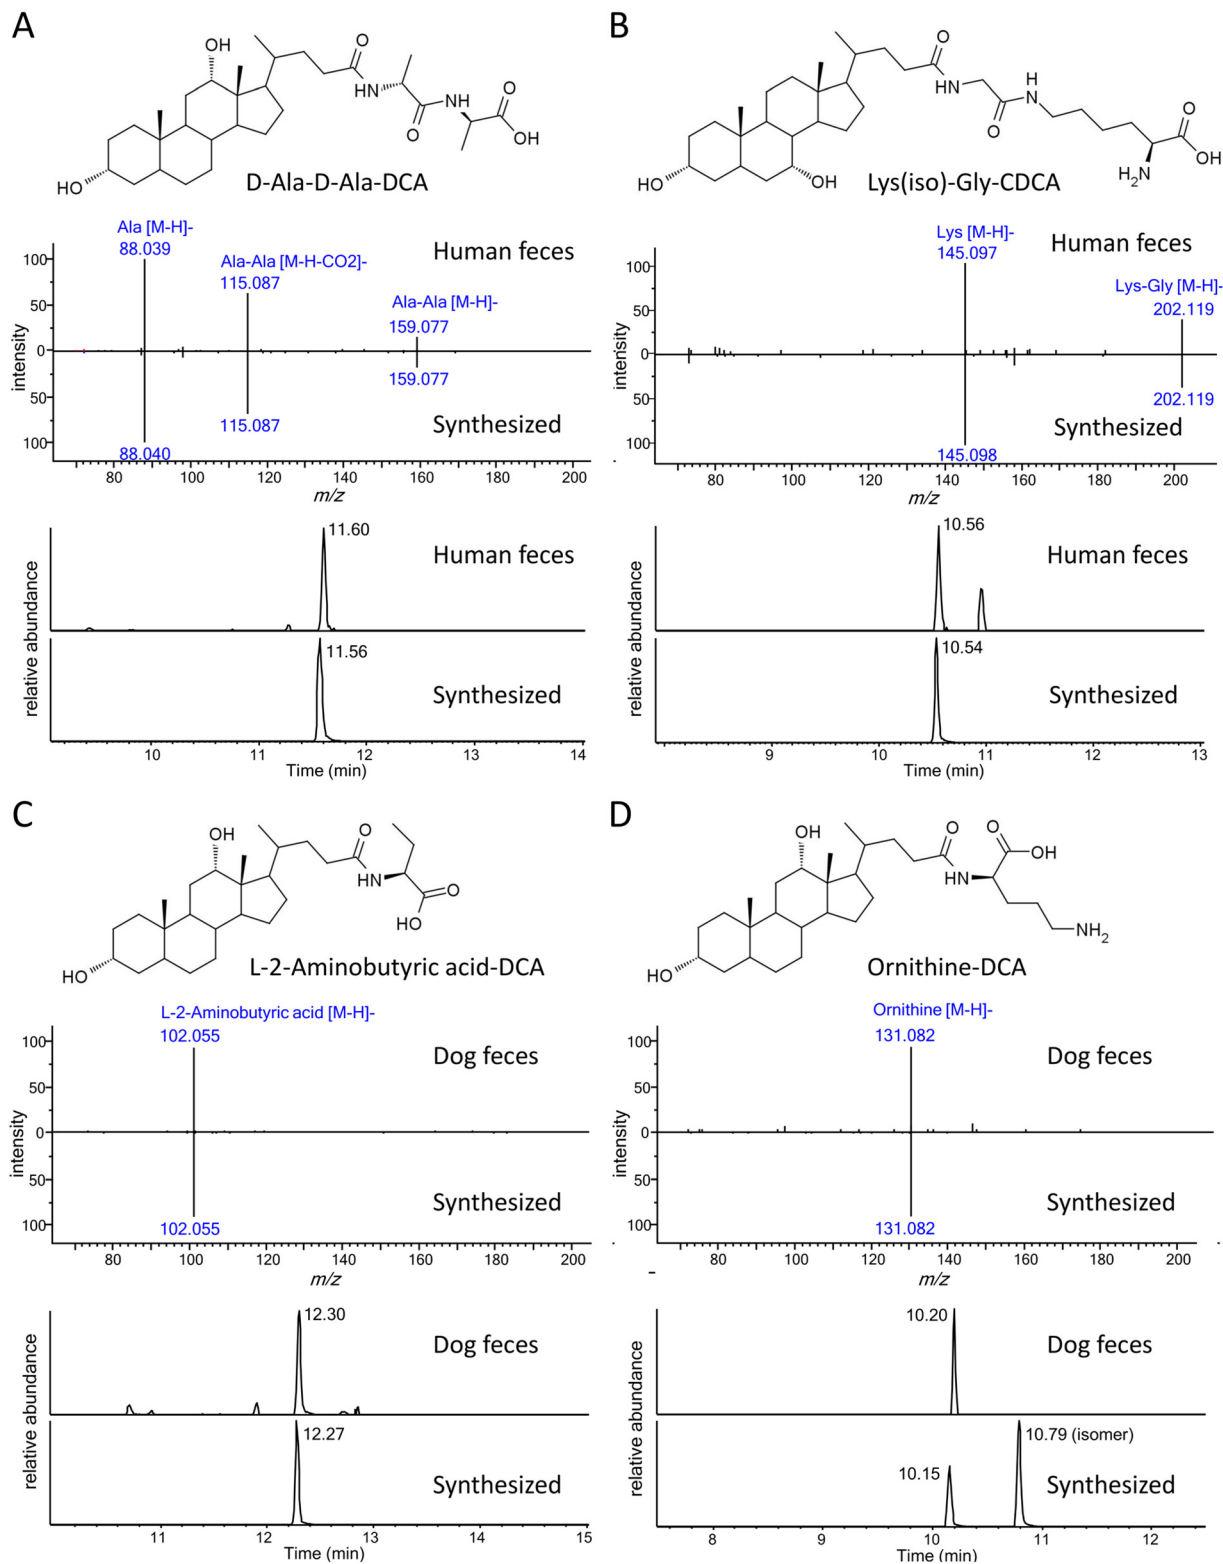 A
OH
O
HN
O
NH
O
OH
HO
D-Ala-D-Ala-DCA
Ala [M-H]-
88.039
Ala-Ala [M-H-CO2]-
115.087
Ala-Ala [M-H]-
159.077
Human feces
100
50
0
50
100
intensity
159.077
115.087
88.040
Synthesized
80 100 120 140 160 180 200
m/z
11.60
Human feces
11.56
Synthesized
relative abundance
10 11 12 13 14
Time (min)
B
O
HN
O
H
N
O
OH
H2N
HO
OH
Lys(iso)-Gly-CDCA
Lys [M-H]-
145.097
Human feces
Lys-Gly [M-H]-
202.119
100
50
0
50
100
intensity
202.119
145.098
Synthesized
80 100 120 140 160 180 200
m/z
10.56
Human feces
10.54
Synthesized
relative abundance
9 10 11 12 13
Time (min)
C
OH
O
HN
O
HO
HO
L-2-Aminobutyric acid-DCA
L-2-Aminobutyric acid [M-H]-
102.055
Dog feces
100
50
0
50
100
intensity
102.055
Synthesized
80 100 120 140 160 180 200
m/z
12.30
Dog feces
12.27
Synthesized
relative abundance
11 12 13 14 15
Time (min)
D
OH
O
HN
O
OH
NH2
HO
Ornithine-DCA
Ornithine [M-H]-
131.082
Dog feces
100
50
0
50
100
intensity
131.082
Synthesized
80 100 120 140 160 180 200
m/z
10.20
Dog feces
10.79 (isomer)
10.15
Synthesized
relative abundance
8 9 10 11 12
Time (min)